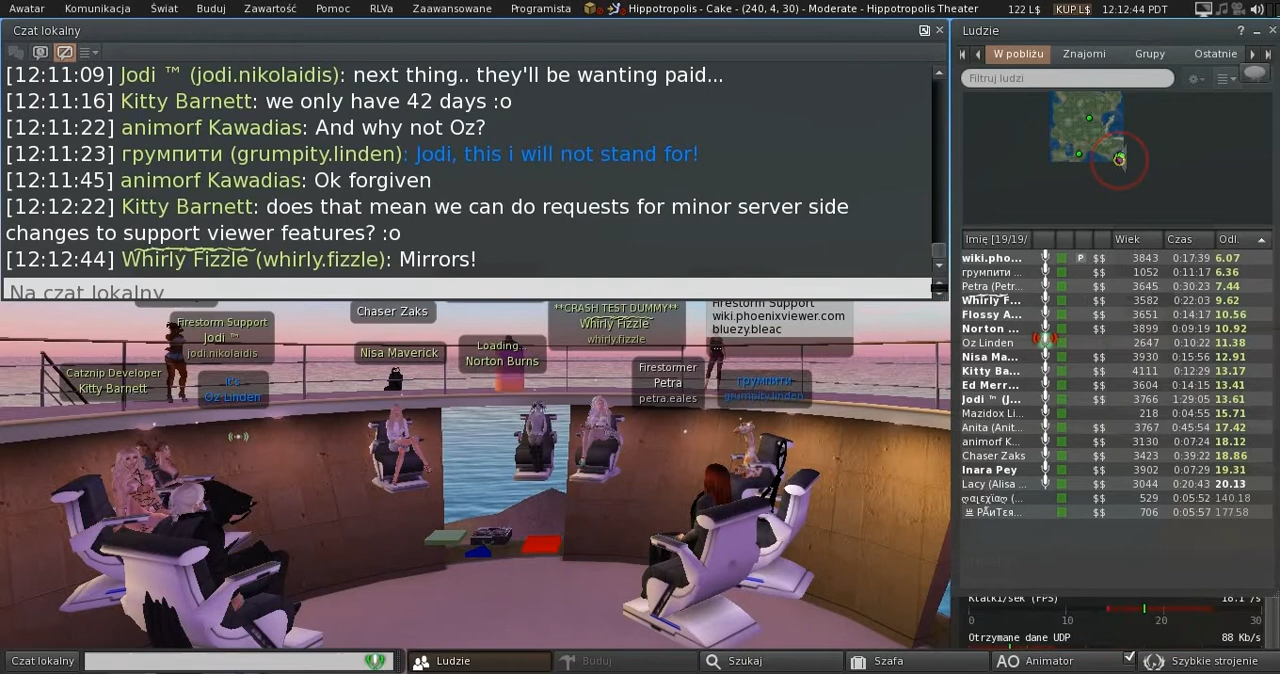 Awatar Komunikacja Świat Buduj Zawartość Pomoc RLVa Zaawansowane Programista Hippotropolis - Cake - (240, 4, 30) - Moderate - Hippotropolis Theater 122 L$ KUP L$ 12:12:44 PDT
Czat lokalny
[12:11:09] Jodi ™ (jodi.nikolaidis): next thing.. they'll be wanting paid...
[12:11:16] Kitty Barnett: we only have 42 days :o
[12:11:22] animorf Kawadias: And why not Oz?
[12:11:23] грумпити (grumpity.linden): Jodi, this i will not stand for!
[12:11:45] animorf Kawadias: Ok forgiven
[12:12:22] Kitty Barnett: does that mean we can do requests for minor server side
changes to support viewer features? :o
[12:12:44] Whirly Fizzle (whirly.fizzle): Mirrors!
Na czat lokalny
Ludzie
W pobliżu Znajomi Grupy Ostatnie
Filtruj ludzi
Imię [19/19/ Wiek Czas Odl.
wiki.pho... P $$ 3843 0:17:39 6.07
грумпити ... $$ 1052 0:11:17 6.36
Petra (Petr... $$ 3645 0:30:23 7.44
Whirly F... $$ 3582 0:22:03 9.62
Flossy A... $$ 3651 0:14:17 10.56
Norton ... $$ 3899 0:09:19 10.92
Oz Linden $$ 2647 0:10:22 11.38
Nisa Ma... $$ 3930 0:15:56 12.91
Kitty Ba... $$ 4111 0:12:29 13.17
Ed Merr... $$ 3604 0:14:15 13.41
Jodi ™ (J... $$ 3766 1:29:05 13.61
Mazidox Li... $$ 218 0:04:55 15.71
Anita (Anit... $$ 3767 0:45:54 17.42
animorf K... $$ 3130 0:07:24 18.12
Chaser Zaks $$ 3423 0:39:22 18.86
Inara Pey $$ 3902 0:07:29 19.31
Lacy (Alisa ... $$ 3044 0:20:43 20.13
$$ 529 0:05:52 140.18
$$ 706 0:05:57 177.58
Klatki/sek (FPS) 18.1 /s
0 10 20 30
Otrzymane dane UDP 88 Kb/s
Firestorm Support
Jodi ™
jodi.nikolaidis
Catznip Developer
Kitty Barnett
It's
Oz Linden
Chaser Zaks
Nisa Maverick
Loading...
Norton Burns
**CRASH TEST DUMMY**
Whirly Fizzle
whirly.fizzle
Firestormer
Petra
petra.eales
Firestorm Support
wiki.phoenixviewer.com
bluezy.bleac
грумпити
grumpity.linden
Czat lokalny Ludzie Buduj Szukaj Szafa AO Animator Szybkie strojenie